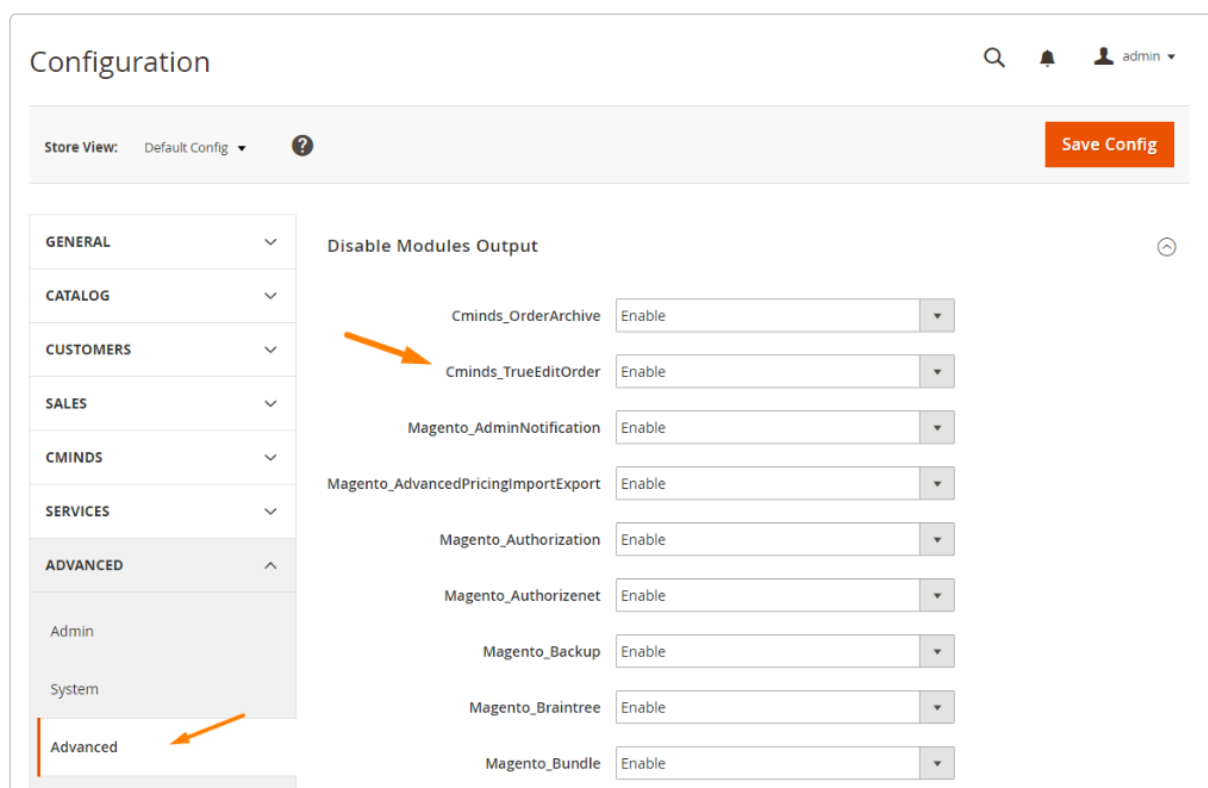 Configuration
admin
Store View: Default Config
?
Save Config
GENERAL
CATALOG
CUSTOMERS
SALES
CMINDS
SERVICES
ADVANCED
Admin
System
Advanced
Disable Modules Output
Cminds_OrderArchive Enable
Cminds_TrueEditOrder Enable
Magento_AdminNotification Enable
Magento_AdvancedPricingImportExport Enable
Magento_Authorization Enable
Magento_Authorizenet Enable
Magento_Backup Enable
Magento_Braintree Enable
Magento_Bundle Enable